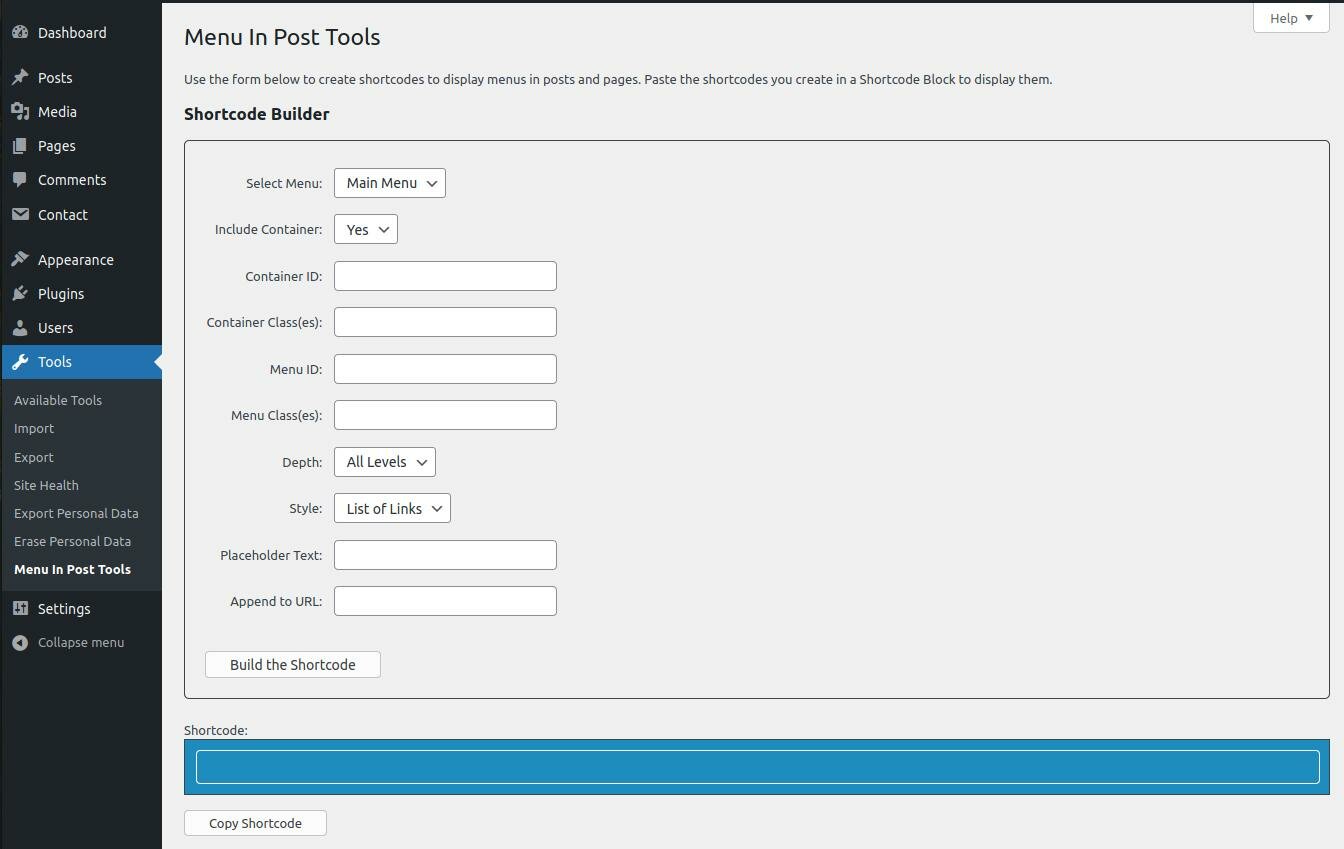 Dashboard
Posts
Media
Pages
Comments
Contact
Appearance
Plugins
Users
Tools
Available Tools
Import
Export
Site Health
Export Personal Data
Erase Personal Data
Menu In Post Tools
Settings
Collapse menu
Help
Menu In Post Tools
Use the form below to create shortcodes to display menus in posts and pages. Paste the shortcodes you create in a Shortcode Block to display them.
Shortcode Builder
Select Menu: Main Menu
Include Container: Yes
Container ID:
Container Class(es):
Menu ID:
Menu Class(es):
Depth: All Levels
Style: List of Links
Placeholder Text:
Append to URL:
Build the Shortcode
Shortcode:
Copy Shortcode